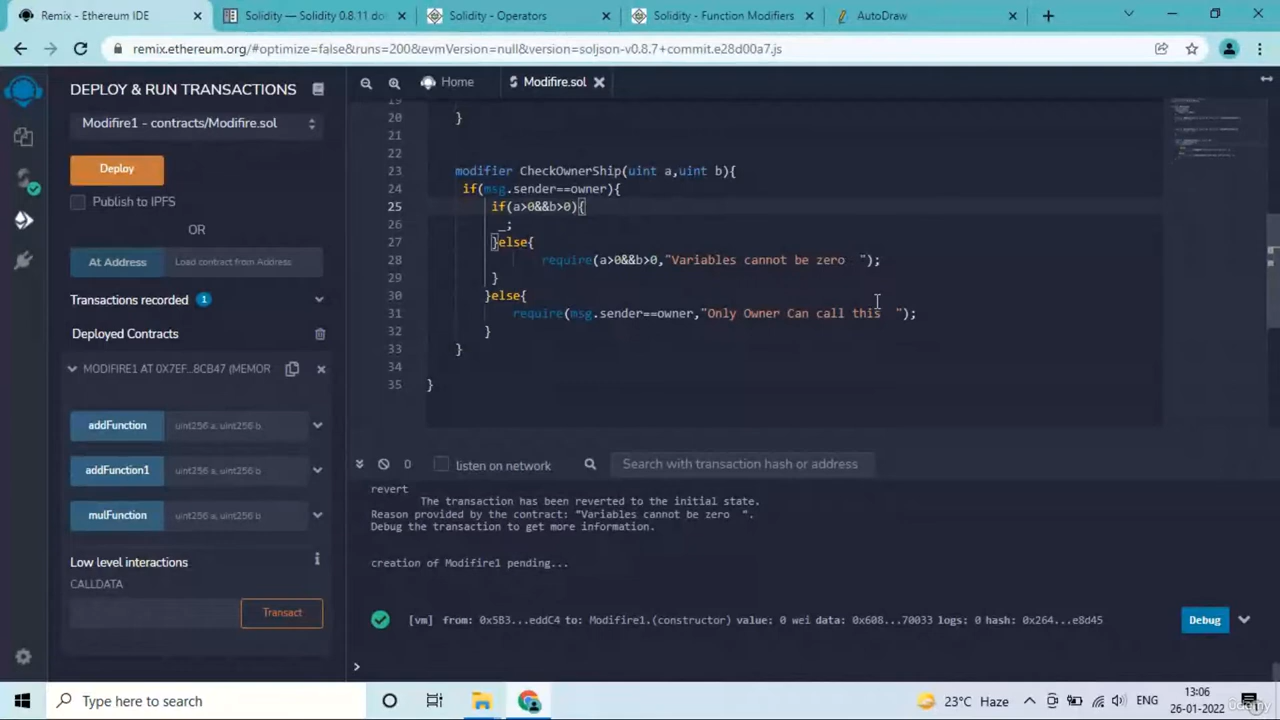 Remix - Ethereum IDE
Solidity — Solidity 0.8.11 do
Solidity - Operators
Solidity - Function Modifiers
AutoDraw
remix.ethereum.org/#optimize=false&runs=200&evmVersion=null&version=soljson-v0.8.7+commit.e28d00a7.js
DEPLOY & RUN TRANSACTIONS
Modifire1 - contracts/Modifire.sol
Deploy
Publish to IPFS
OR
At Address
Load contract from Address
Transactions recorded 1
Deployed Contracts
MODIFIRE1 AT 0X7EF...8CB47 (MEMOR
addFunction uint256 a, uint256 b
addFunction1 uint256 a, uint256 b
mulFunction uint256 a, uint256 b
Low level interactions
CALLDATA
Transact
Home
Modifire.sol
19
20 }
21
22
23 modifier CheckOwnerShip(uint a,uint b){
24 if(msg.sender==owner){
25 if(a>0&&b>0){
26 _;
27 }else{
28 require(a>0&&b>0,"Variables cannot be zero  ");
29 }
30 }else{
31 require(msg.sender==owner,"Only Owner Can call this  ");
32 }
33 }
34
35 }
0
listen on network
Search with transaction hash or address
revert
The transaction has been reverted to the initial state.
Reason provided by the contract: "Variables cannot be zero  ".
Debug the transaction to get more information.
creation of Modifire1 pending...
[vm] from: 0x5B3...eddC4 to: Modifire1.(constructor) value: 0 wei data: 0x608...70033 logs: 0 hash: 0x264...e8d45
Debug
>
Type here to search
23°C Haze
ENG
13:06
26-01-2022
Udemy